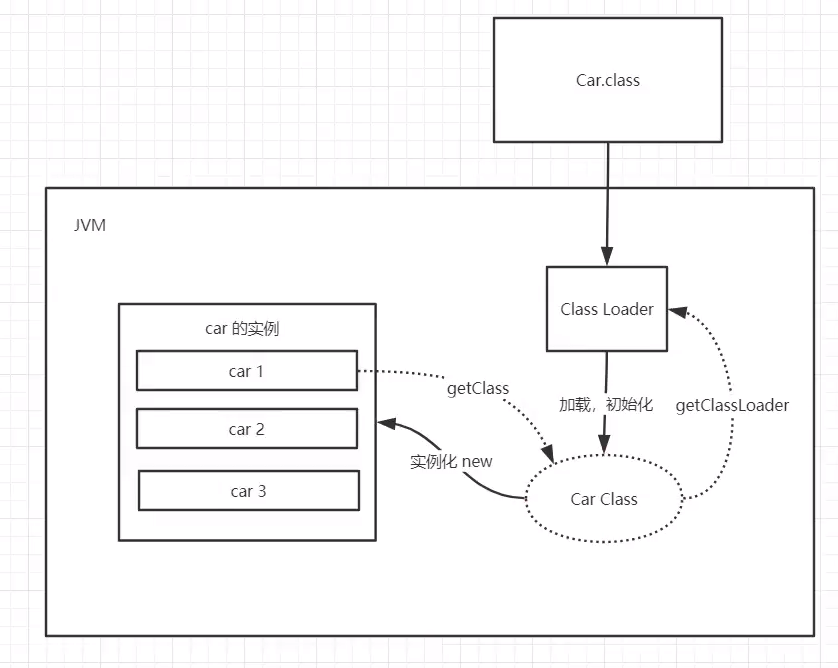 Car.class
JVM
Class Loader
car 的实例
car 1
getClass
加载，初始化
getClassLoader
car 2
实例化 new
car 3
Car Class